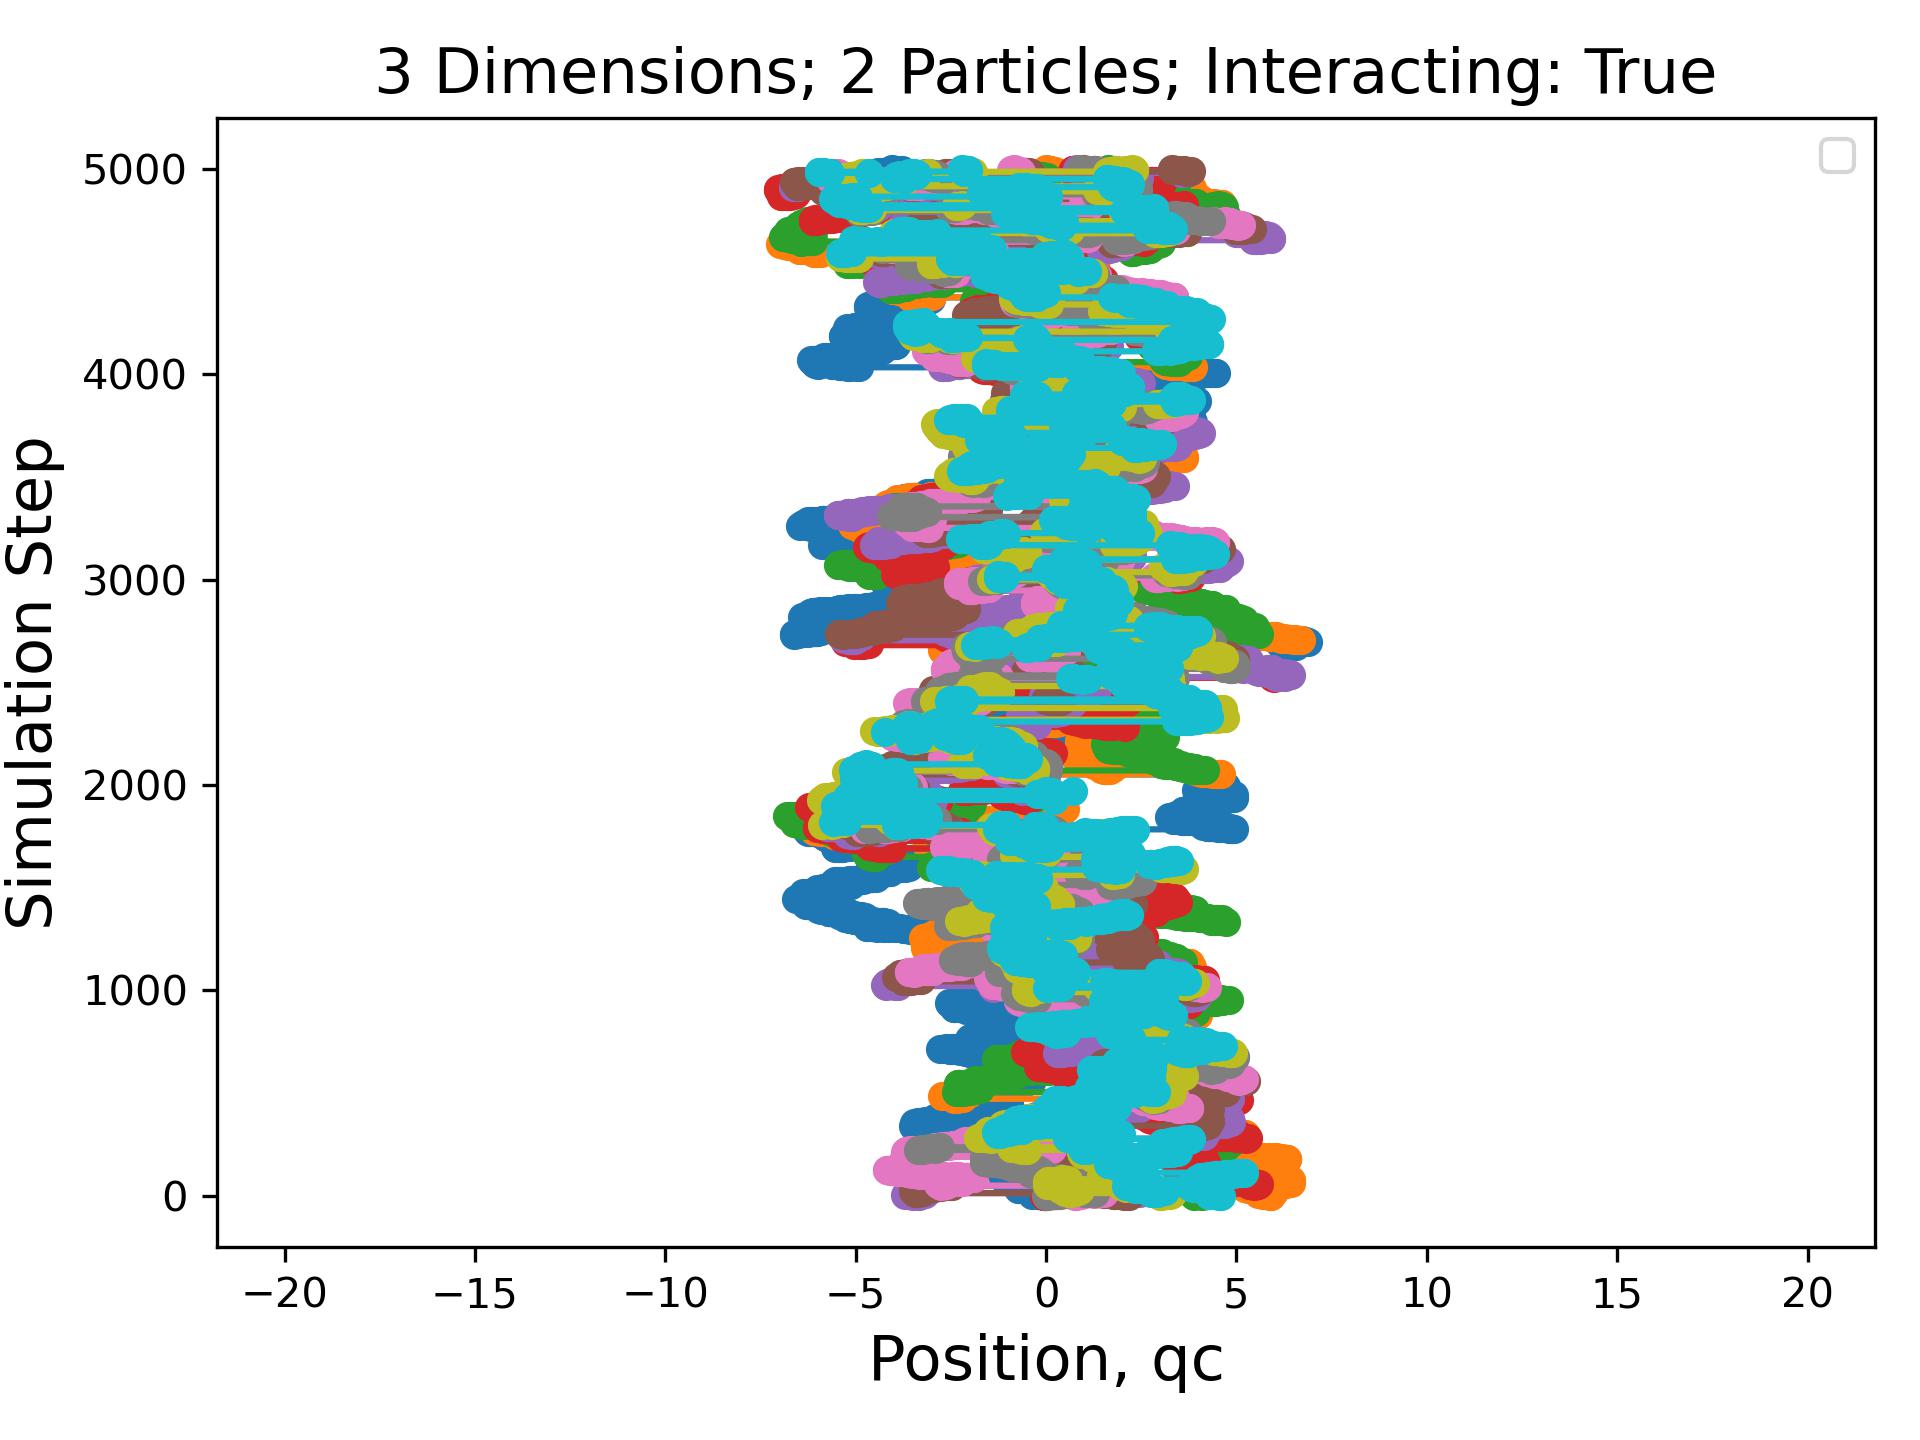 3 Dimensions; 2 Particles; Interacting: True
5000
4000
3000
2000
1000
0
Simulation Step
−20 −15 −10 −5 0 5 10 15 20
Position, qc